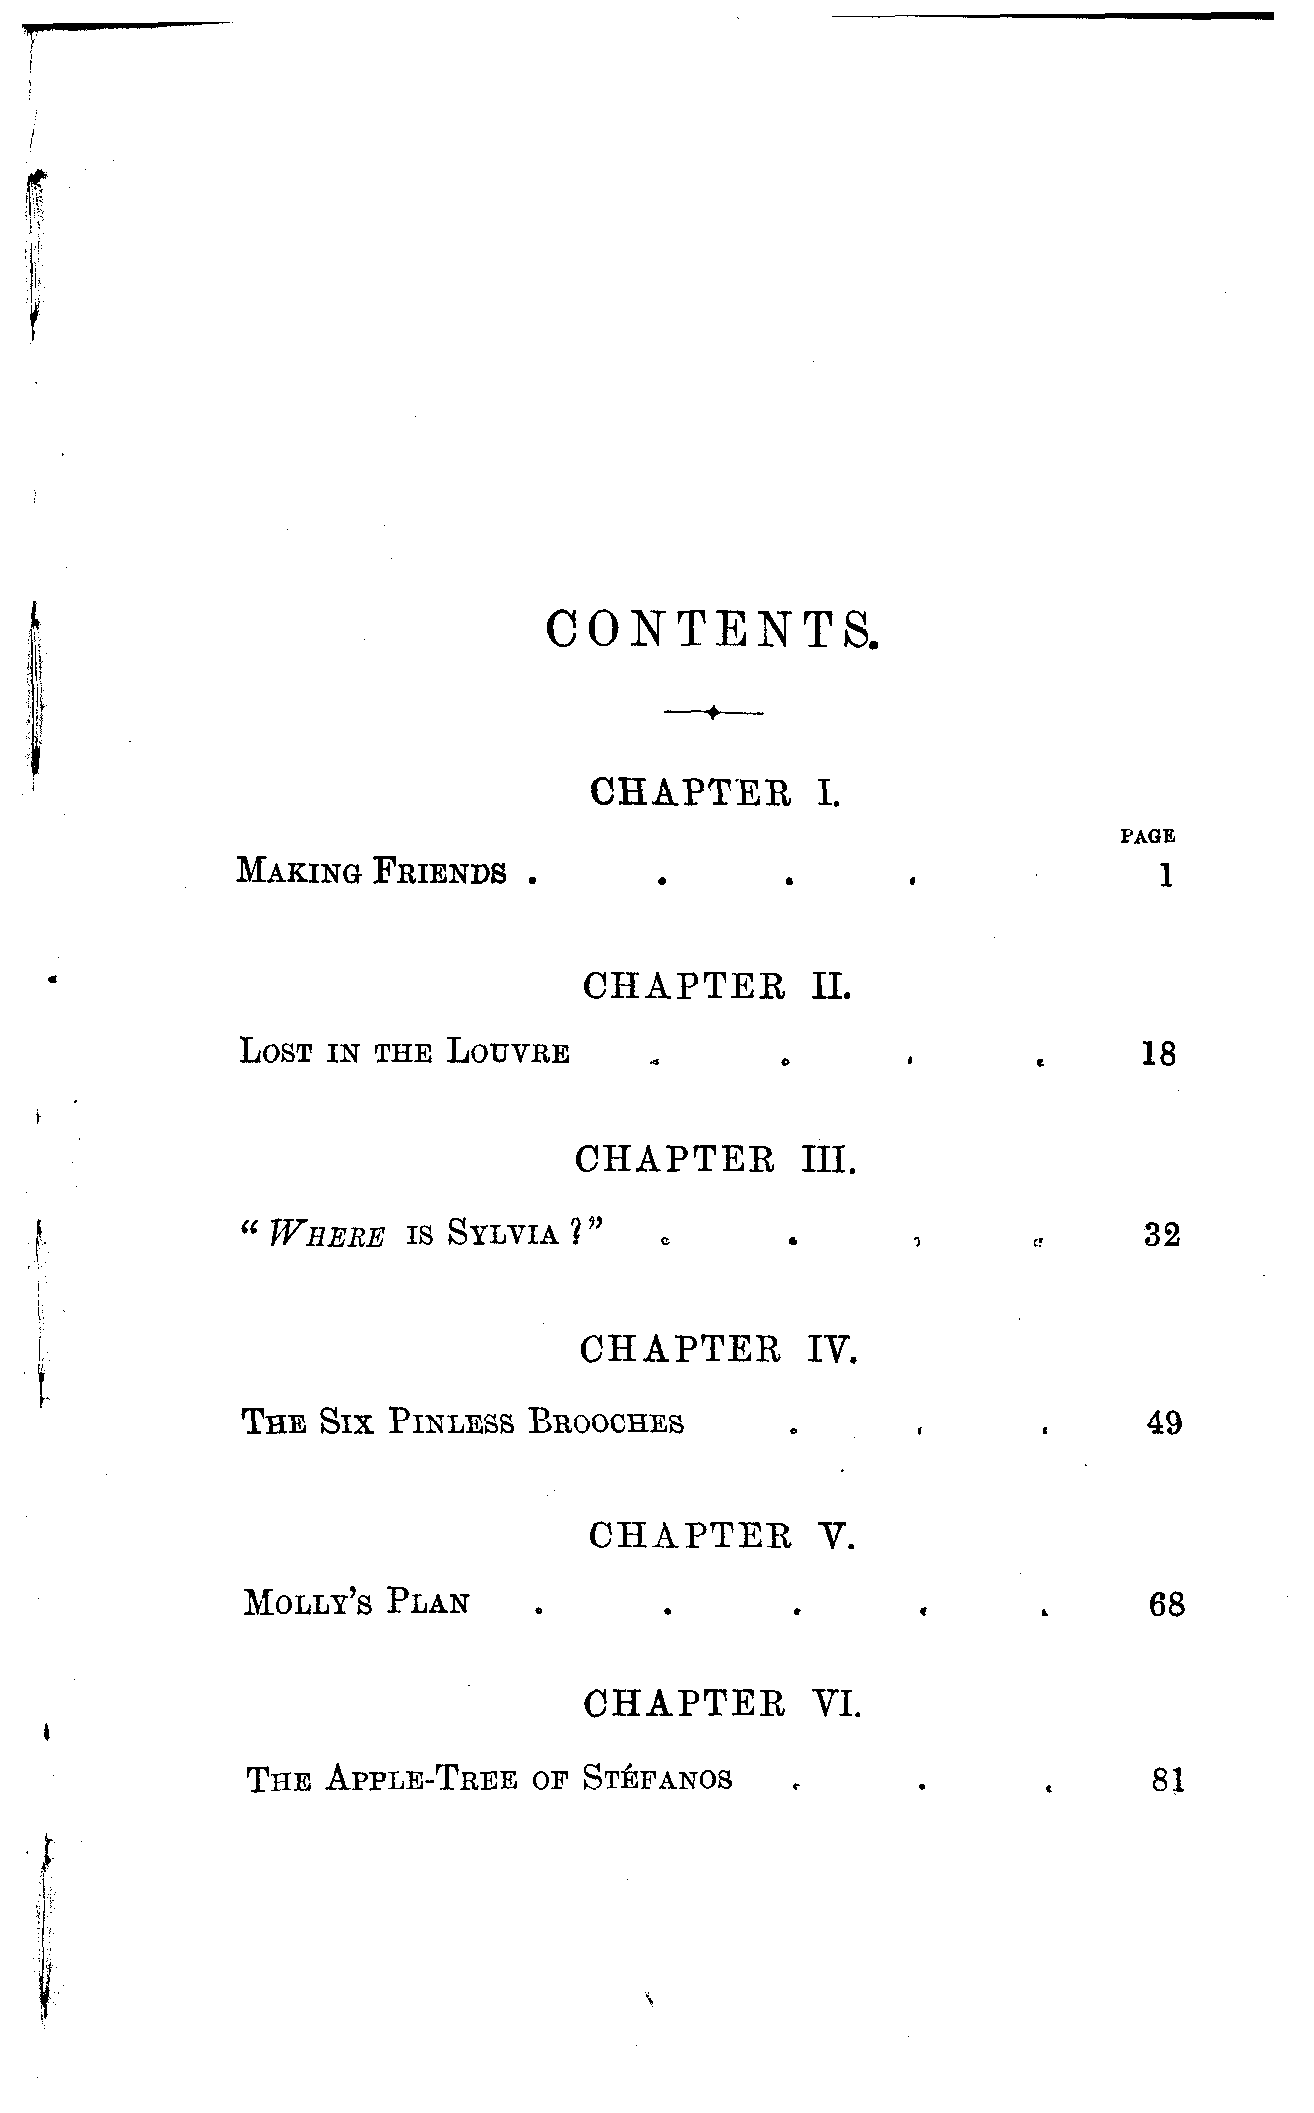 CONTENTS.
CHAPTER I.
PAGE
MAKING FRIENDS . . . . 1
CHAPTER II.
LOST IN THE LOUVRE . . . . 18
CHAPTER III.
“WHERE IS SYLVIA?” . . . . 32
CHAPTER IV.
THE SIX PINLESS BROOCHES . . . 49
CHAPTER V.
MOLLY’S PLAN . . . . . 68
CHAPTER VI.
THE APPLE-TREE OF STÉFANOS . . . 81